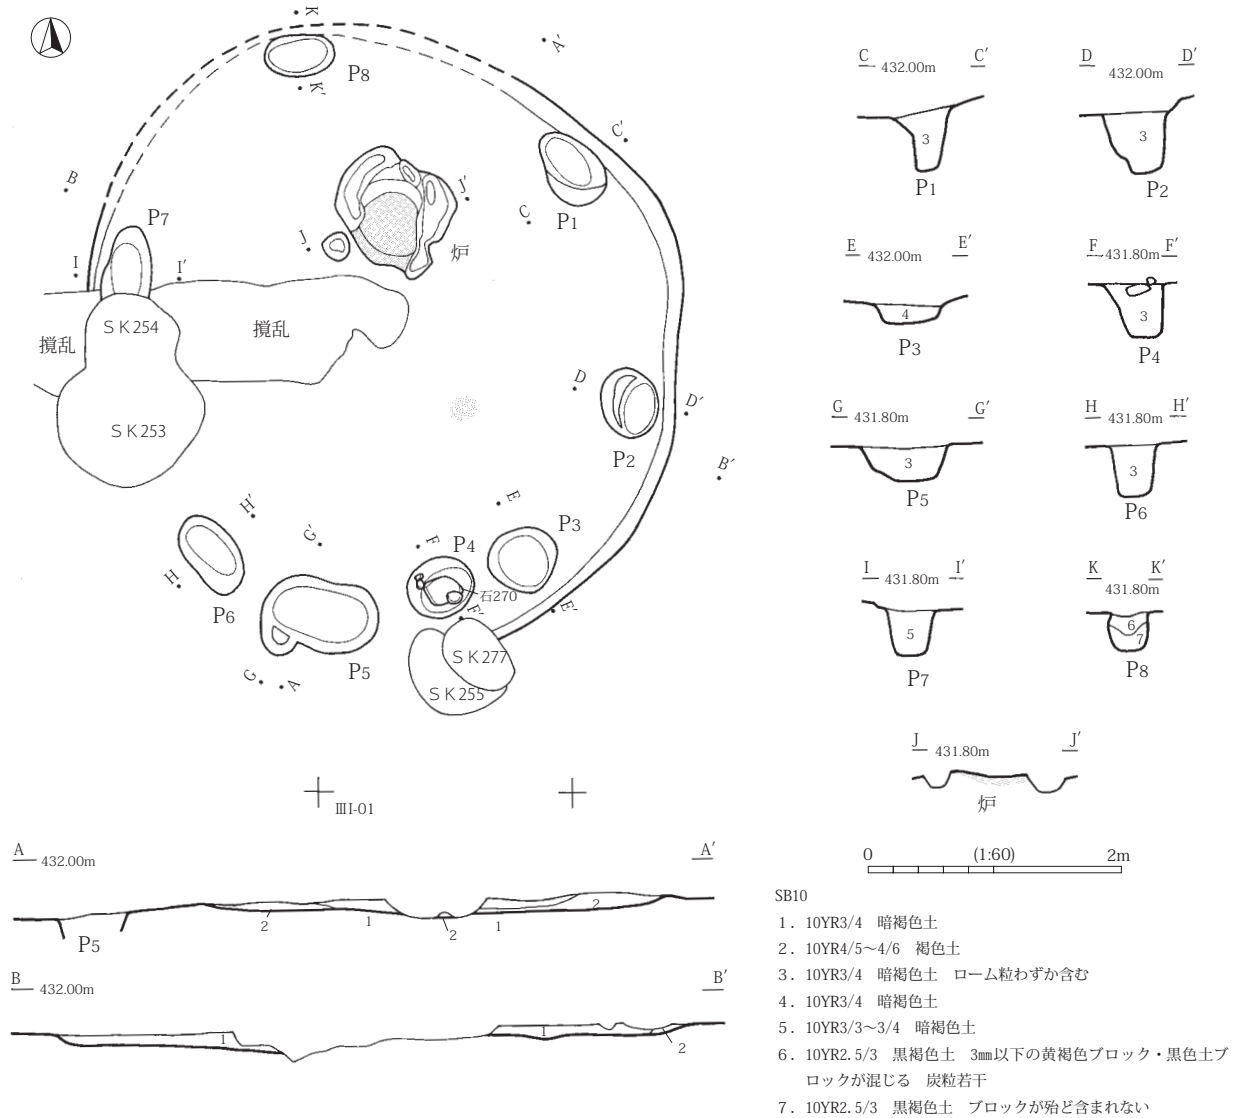 K
K′
P8
A′
C′
B
P7
J′
J
炉
C
P1
I
I′
SK254
撹乱
撹乱
SK253
D
D′
P2
B′
E
P3
H′
G′
F
P4
石270
F′
E′
H
P6
P5
G
A
SK277
SK255
ⅢI-01
C 432.00m C′
3
P1
D 432.00m D′
3
P2
E 432.00m E′
4
P3
F 431.80m F′
3
P4
G 431.80m G′
3
P5
H 431.80m H′
3
P6
I 431.80m I′
5
P7
K 431.80m K′
6
7
P8
J 431.80m J′
炉
0 (1:60) 2m
A 432.00m A′
P5 2 1 2 1 2
B 432.00m B′
1 1 2
SB10
1．10YR3/4　暗褐色土
2．10YR4/5～4/6　褐色土
3．10YR3/4　暗褐色土　ローム粒わずか含む
4．10YR3/4　暗褐色土
5．10YR3/3～3/4　暗褐色土
6．10YR2.5/3　黒褐色土　3㎜以下の黄褐色ブロック・黒色土ブ
ロックが混じる　炭粒若干
7．10YR2.5/3　黒褐色土　ブロックが殆ど含まれない